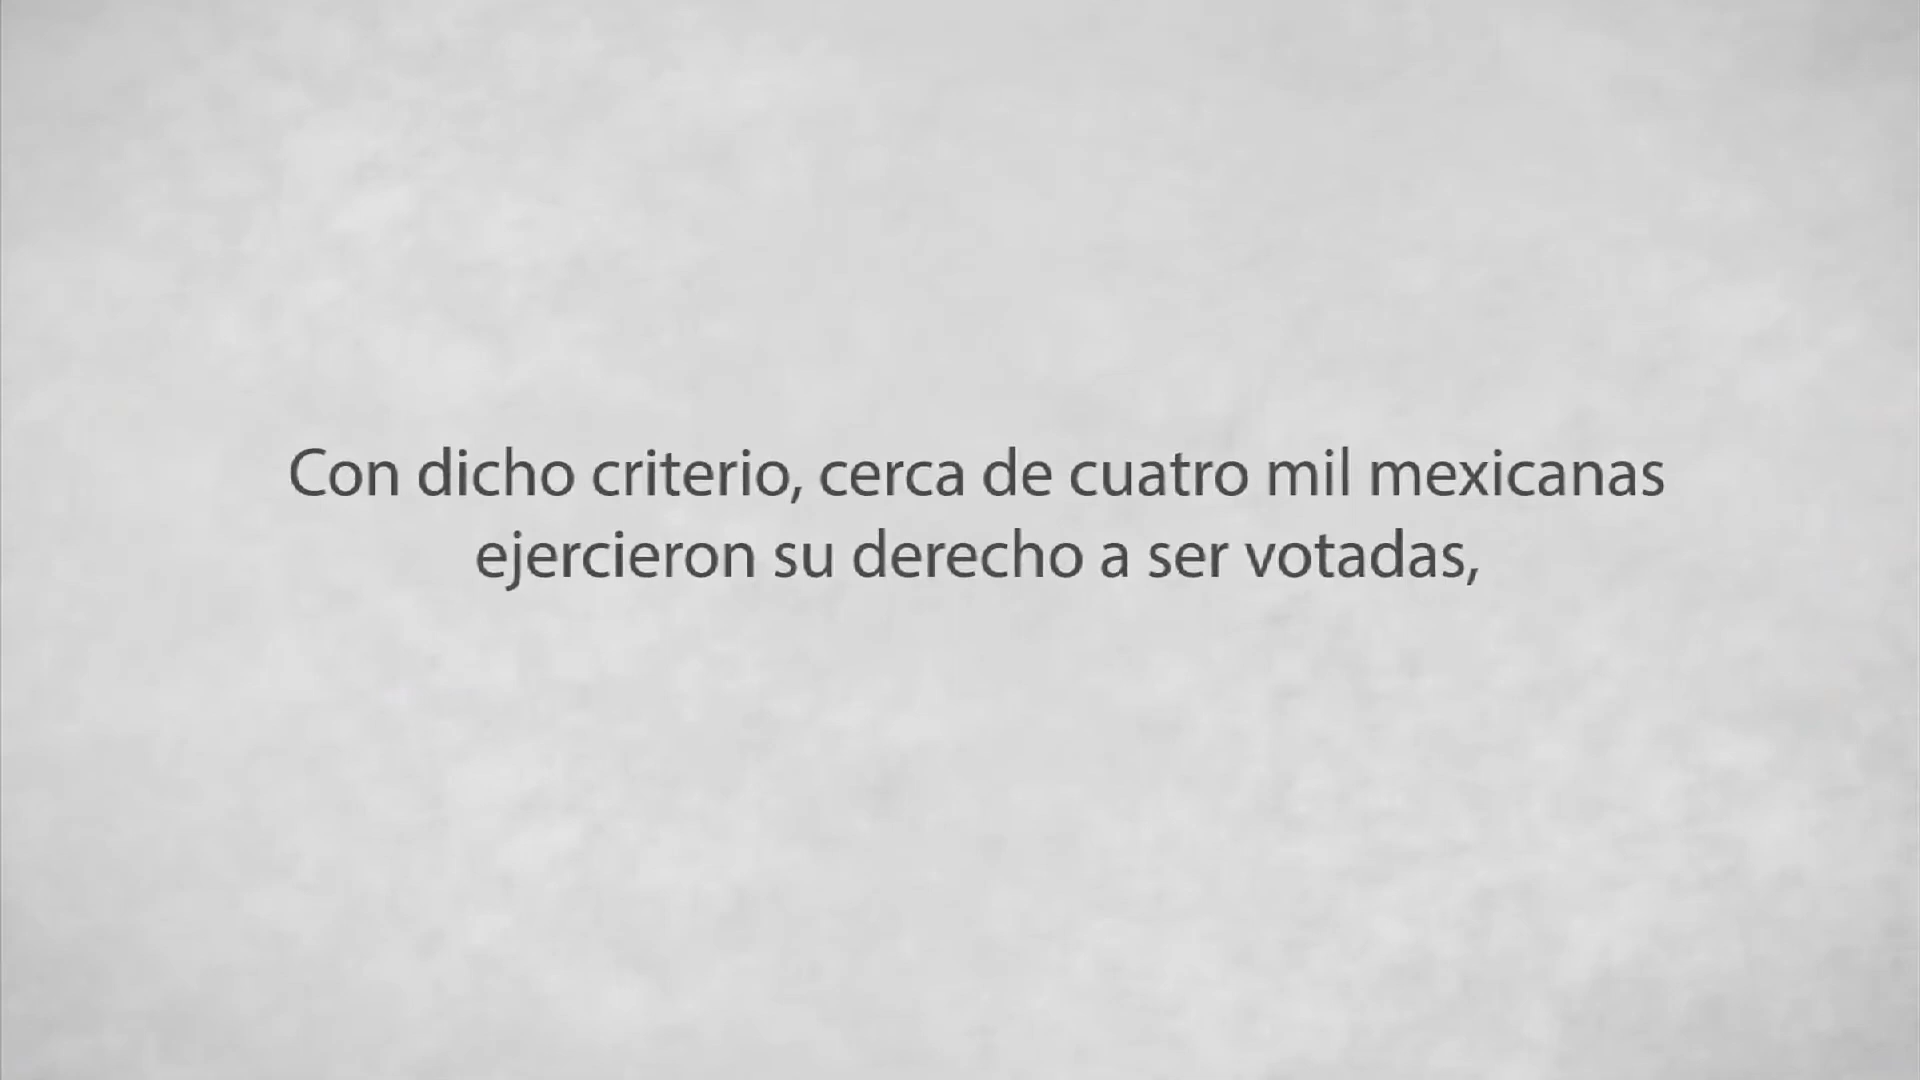 Con dicho criterio, cerca de cuatro mil mexicanas
ejercieron su derecho a ser votadas,